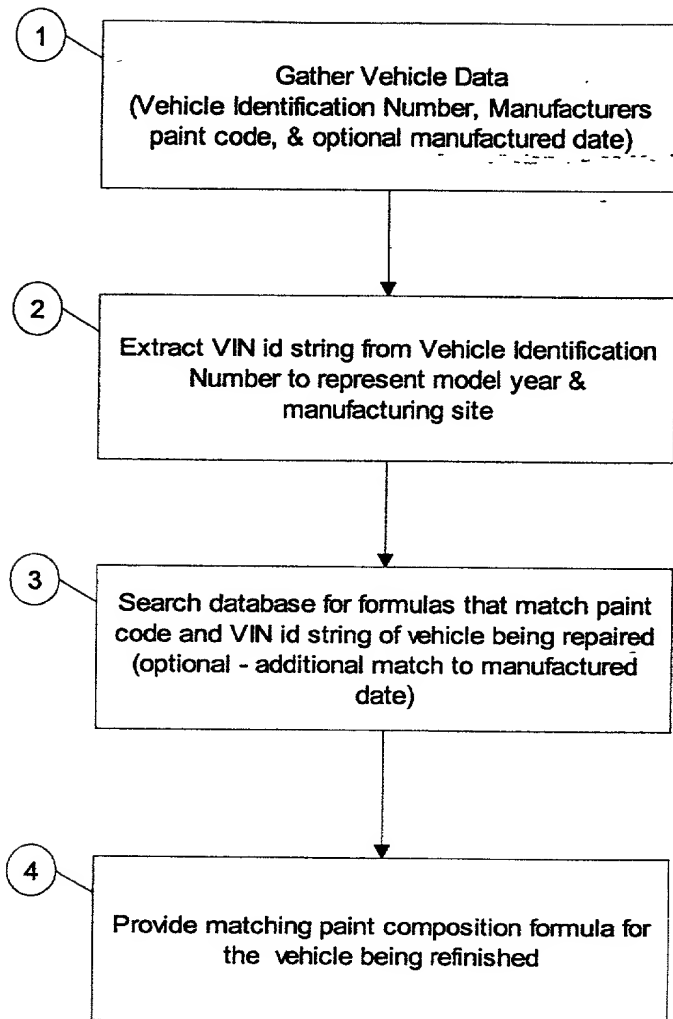 1
Gather Vehicle Data
(Vehicle Identification Number, Manufacturers
paint code, & optional manufactured date)
2
Extract VIN id string from Vehicle Identification
Number to represent model year &
manufacturing site
3
Search database for formulas that match paint
code and VIN id string of vehicle being repaired
(optional - additional match to manufactured
date)
4
Provide matching paint composition formula for
the vehicle being refinished